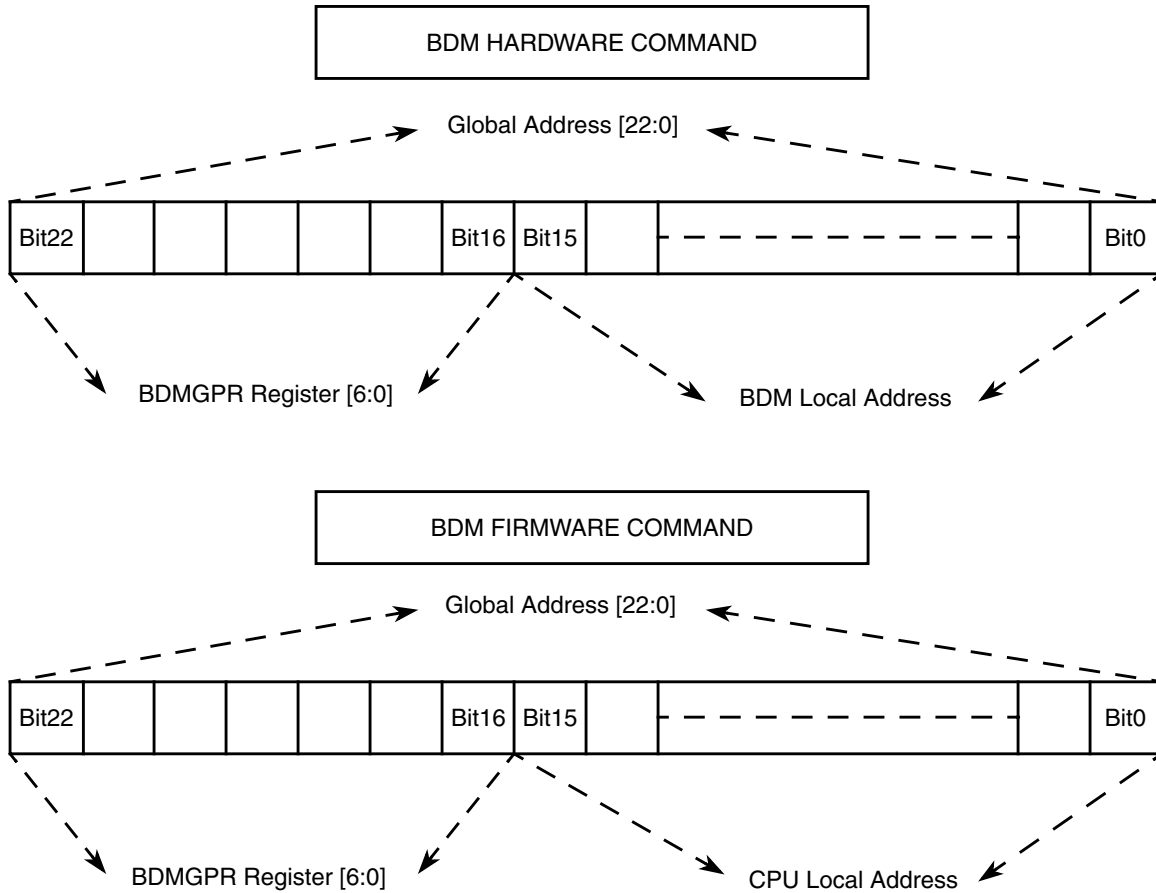 BDM HARDWARE COMMAND
Global Address [22:0]
Bit22 Bit16 Bit15 Bit0
BDMGPR Register [6:0] BDM Local Address
BDM FIRMWARE COMMAND
Global Address [22:0]
Bit22 Bit16 Bit15 Bit0
BDMGPR Register [6:0] CPU Local Address